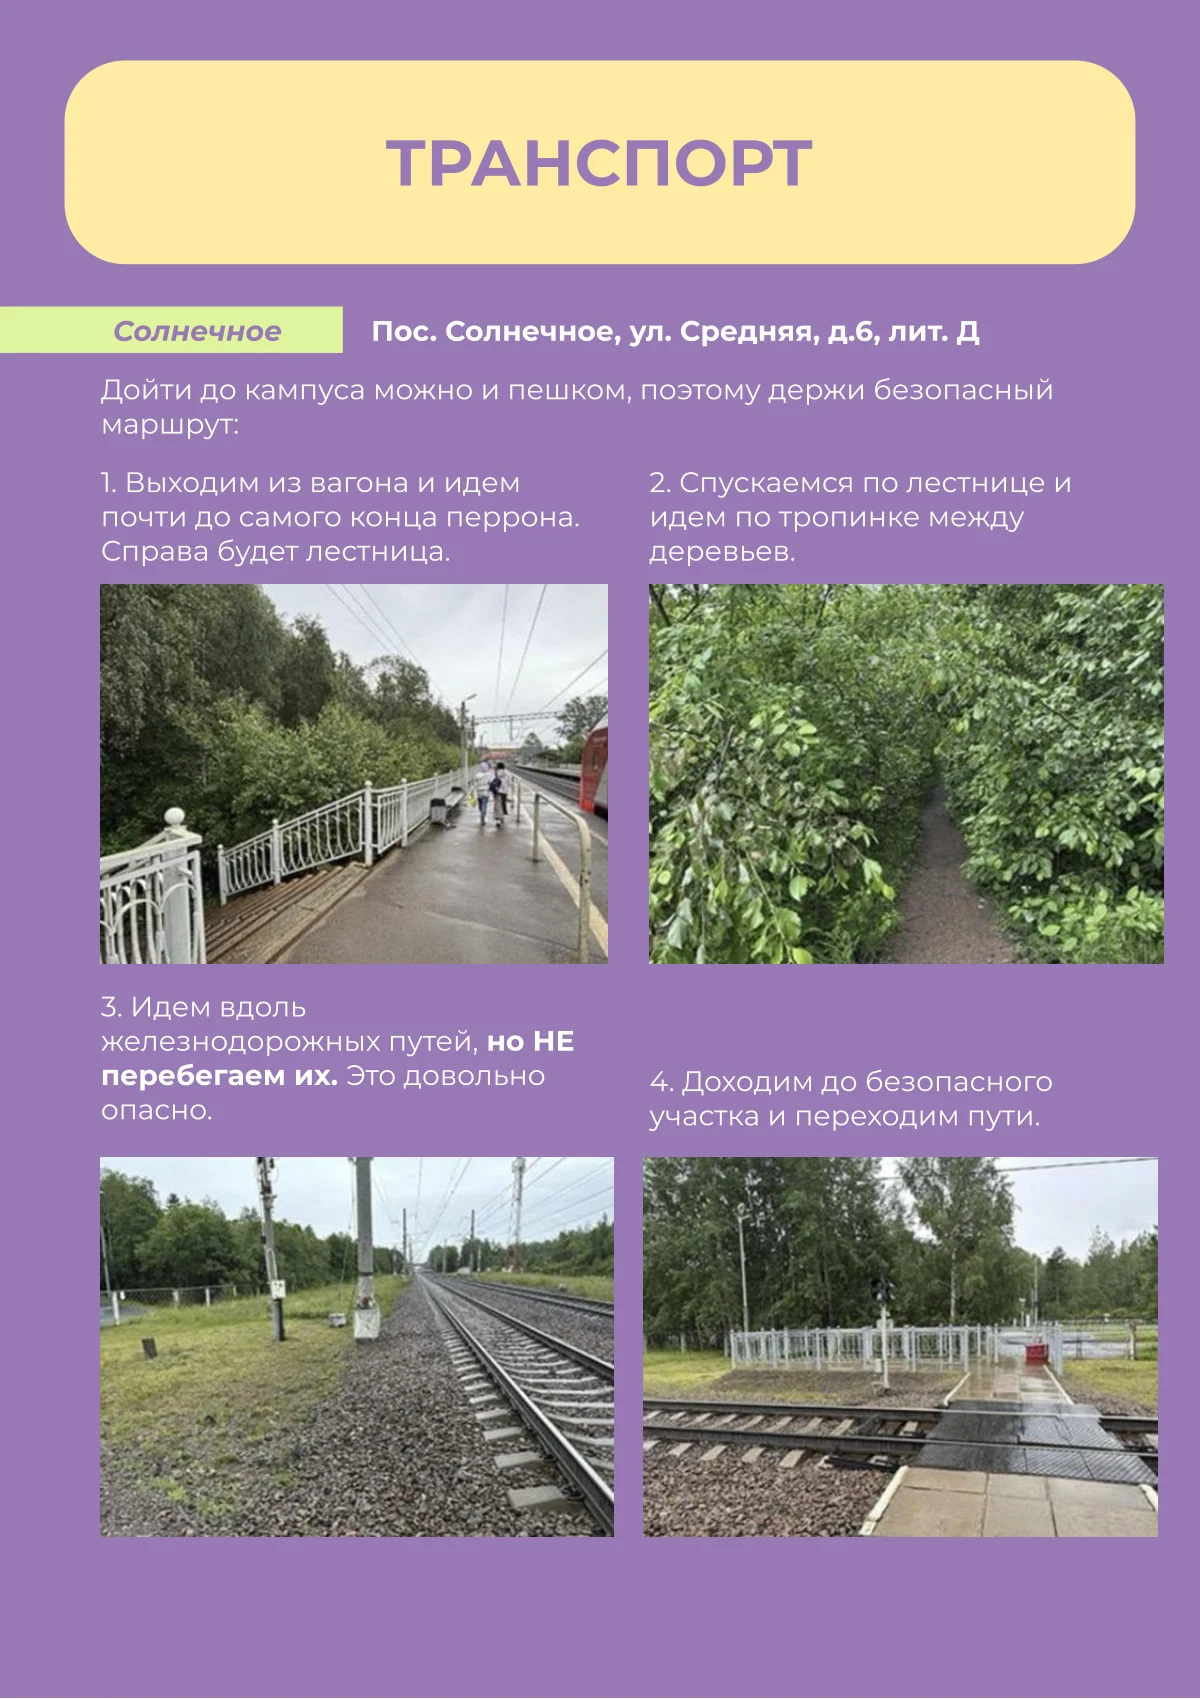 ТРАНСПОРТ
Солнечное
Пос. Солнечное, ул. Средняя, д.6, лит. Д
Дойти до кампуса можно и пешком, поэтому держи безопасный
маршрут:
1. Выходим из вагона и идем
почти до самого конца перрона.
Справа будет лестница.
2. Спускаемся по лестнице и
идем по тропинке между
деревьев.
3. Идем вдоль
железнодорожных путей, но НЕ
перебегаем их. Это довольно
опасно.
4. Доходим до безопасного
участка и переходим пути.